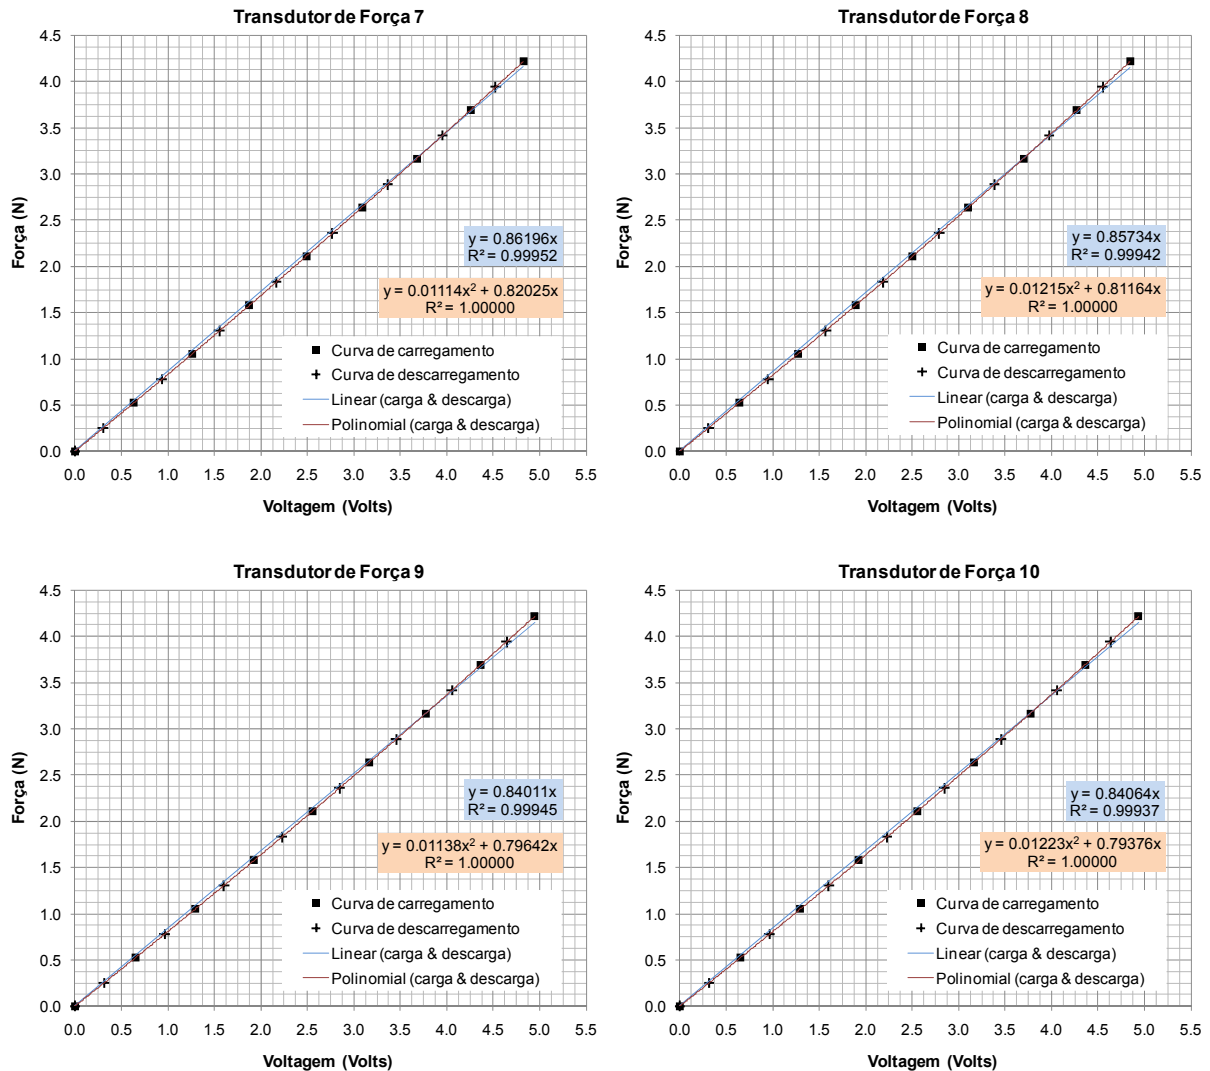 Transdutor de Força 7
4.5
4.0
3.5
3.0
2.5
2.0
1.5
1.0
0.5
0.0
Força (N)
y = 0.86196x
R² = 0.99952
y = 0.01114x² + 0.82025x
R² = 1.00000
Curva de carregamento
Curva de descarregamento
Linear (carga & descarga)
Polinomial (carga & descarga)
0.0 0.5 1.0 1.5 2.0 2.5 3.0 3.5 4.0 4.5 5.0 5.5
Voltagem (Volts)
Transdutor de Força 8
4.5
4.0
3.5
3.0
2.5
2.0
1.5
1.0
0.5
0.0
Força (N)
y = 0.85734x
R² = 0.99942
y = 0.01215x² + 0.81164x
R² = 1.00000
Curva de carregamento
Curva de descarregamento
Linear (carga & descarga)
Polinomial (carga & descarga)
0.0 0.5 1.0 1.5 2.0 2.5 3.0 3.5 4.0 4.5 5.0 5.5
Voltagem (Volts)
Transdutor de Força 9
4.5
4.0
3.5
3.0
2.5
2.0
1.5
1.0
0.5
0.0
Força (N)
y = 0.84011x
R² = 0.99945
y = 0.01138x² + 0.79642x
R² = 1.00000
Curva de carregamento
Curva de descarregamento
Linear (carga & descarga)
Polinomial (carga & descarga)
0.0 0.5 1.0 1.5 2.0 2.5 3.0 3.5 4.0 4.5 5.0 5.5
Voltagem (Volts)
Transdutor de Força 10
4.5
4.0
3.5
3.0
2.5
2.0
1.5
1.0
0.5
0.0
Força (N)
y = 0.84064x
R² = 0.99937
y = 0.01223x² + 0.79376x
R² = 1.00000
Curva de carregamento
Curva de descarregamento
Linear (carga & descarga)
Polinomial (carga & descarga)
0.0 0.5 1.0 1.5 2.0 2.5 3.0 3.5 4.0 4.5 5.0 5.5
Voltagem (Volts)